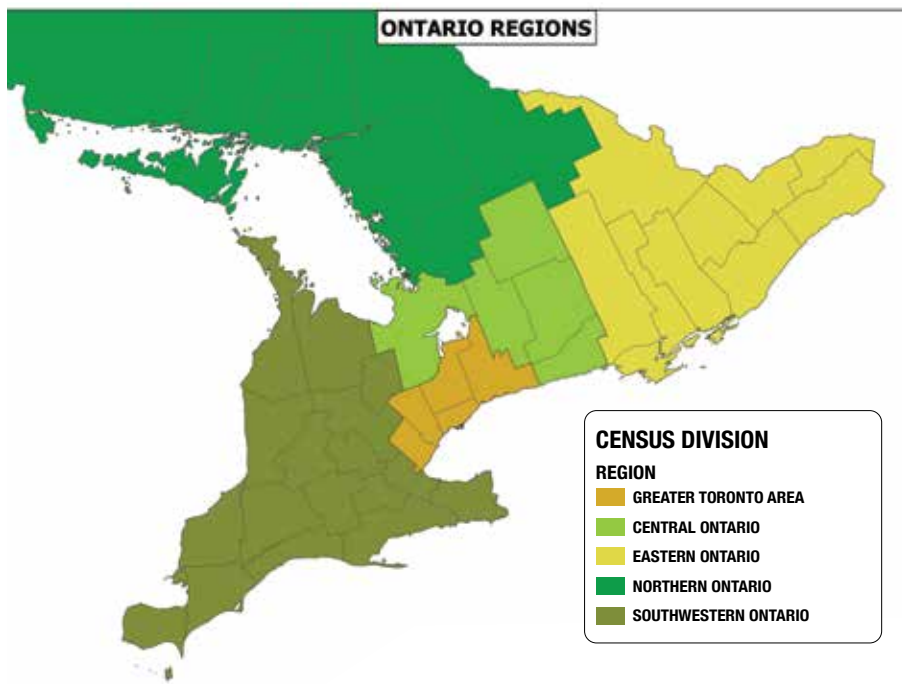 ONTARIO REGIONS
CENSUS DIVISION
REGION
GREATER TORONTO AREA
CENTRAL ONTARIO
EASTERN ONTARIO
NORTHERN ONTARIO
SOUTHWESTERN ONTARIO